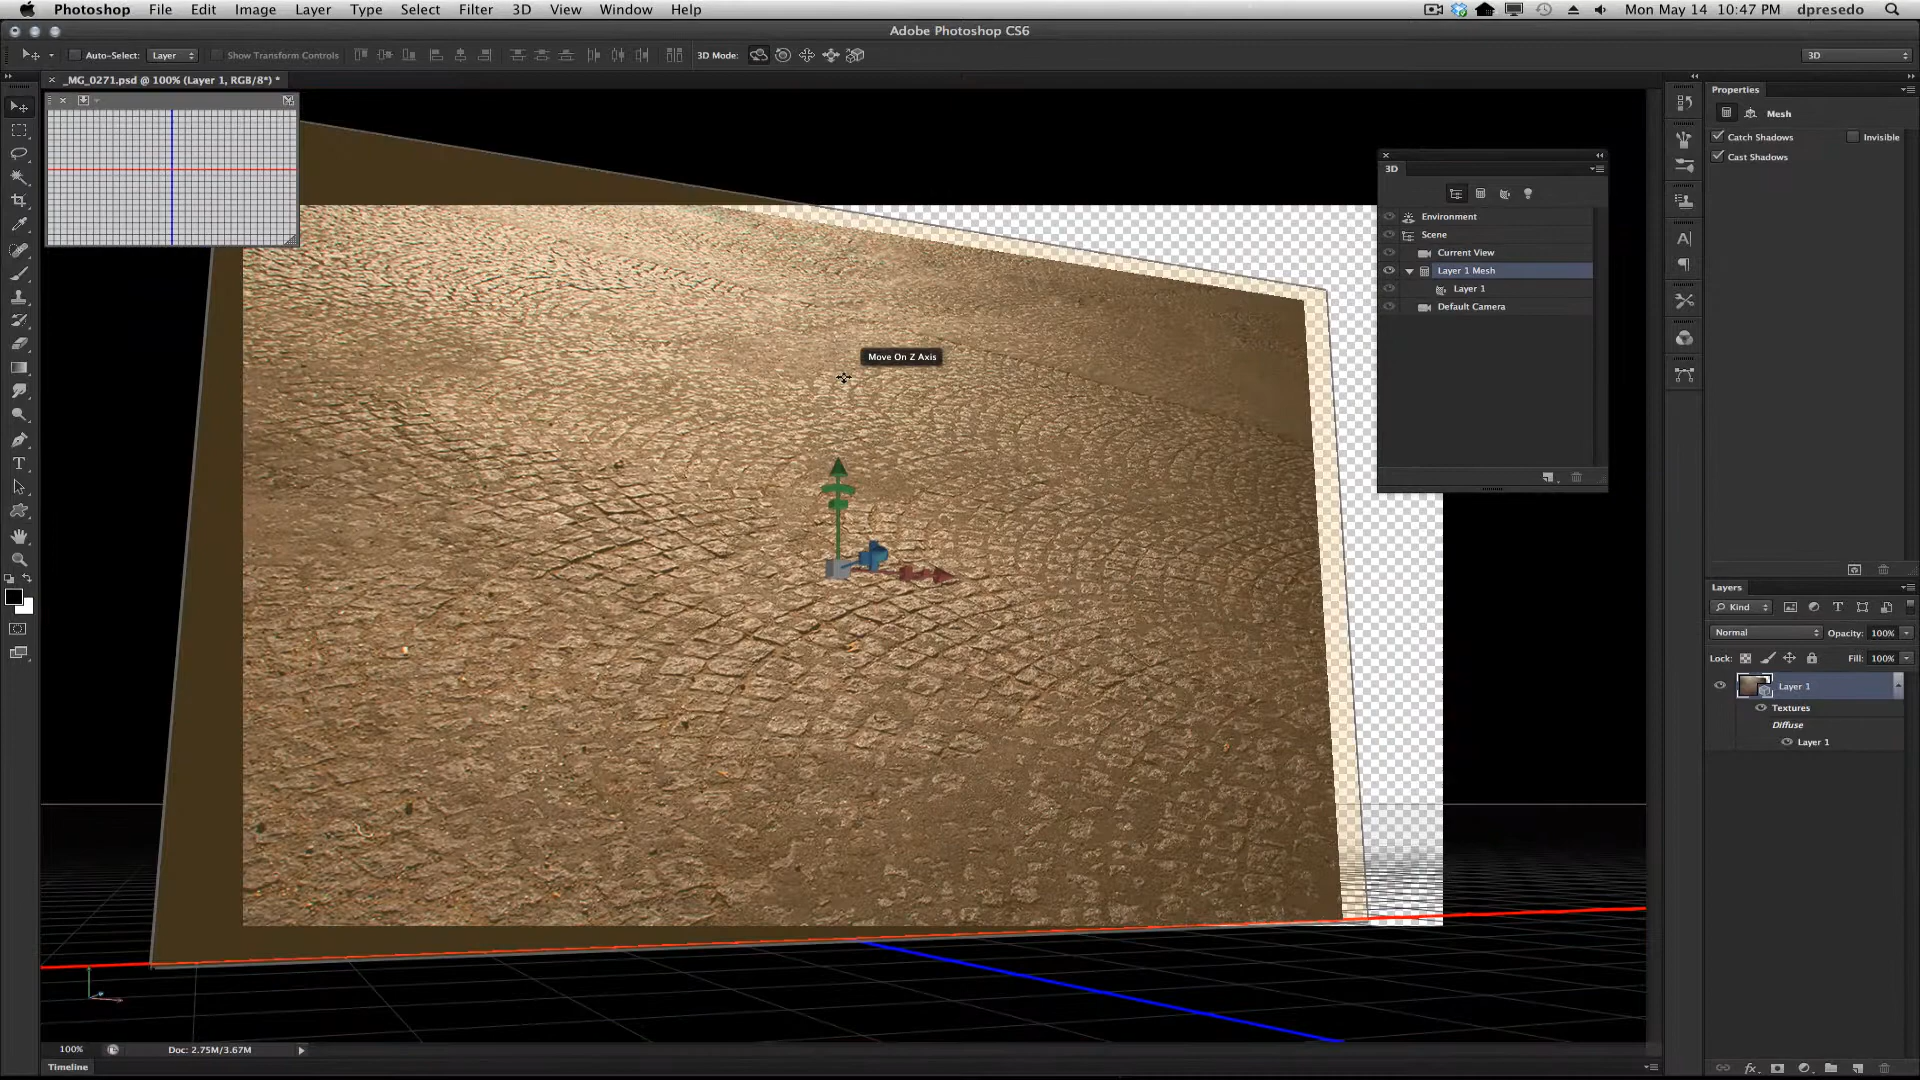 Photoshop File Edit Image Layer Type Select Filter 3D View Window Help Mon May 14 10:47 PM dpresedo
Adobe Photoshop CS6
Auto-Select: Layer Show Transform Controls 3D Mode: 3D
_MG_0271.psd @ 100% (Layer 1, RGB/8*) *
Properties
Mesh
Catch Shadows Invisible
Cast Shadows
3D
Environment
Scene
Current View
Layer 1 Mesh
Layer 1
Default Camera
Move On Z Axis
Layers
Kind
Normal Opacity: 100%
Lock: Fill: 100%
Layer 1
Textures
Diffuse
Layer 1
100% Doc: 2.75M/3.67M
Timeline